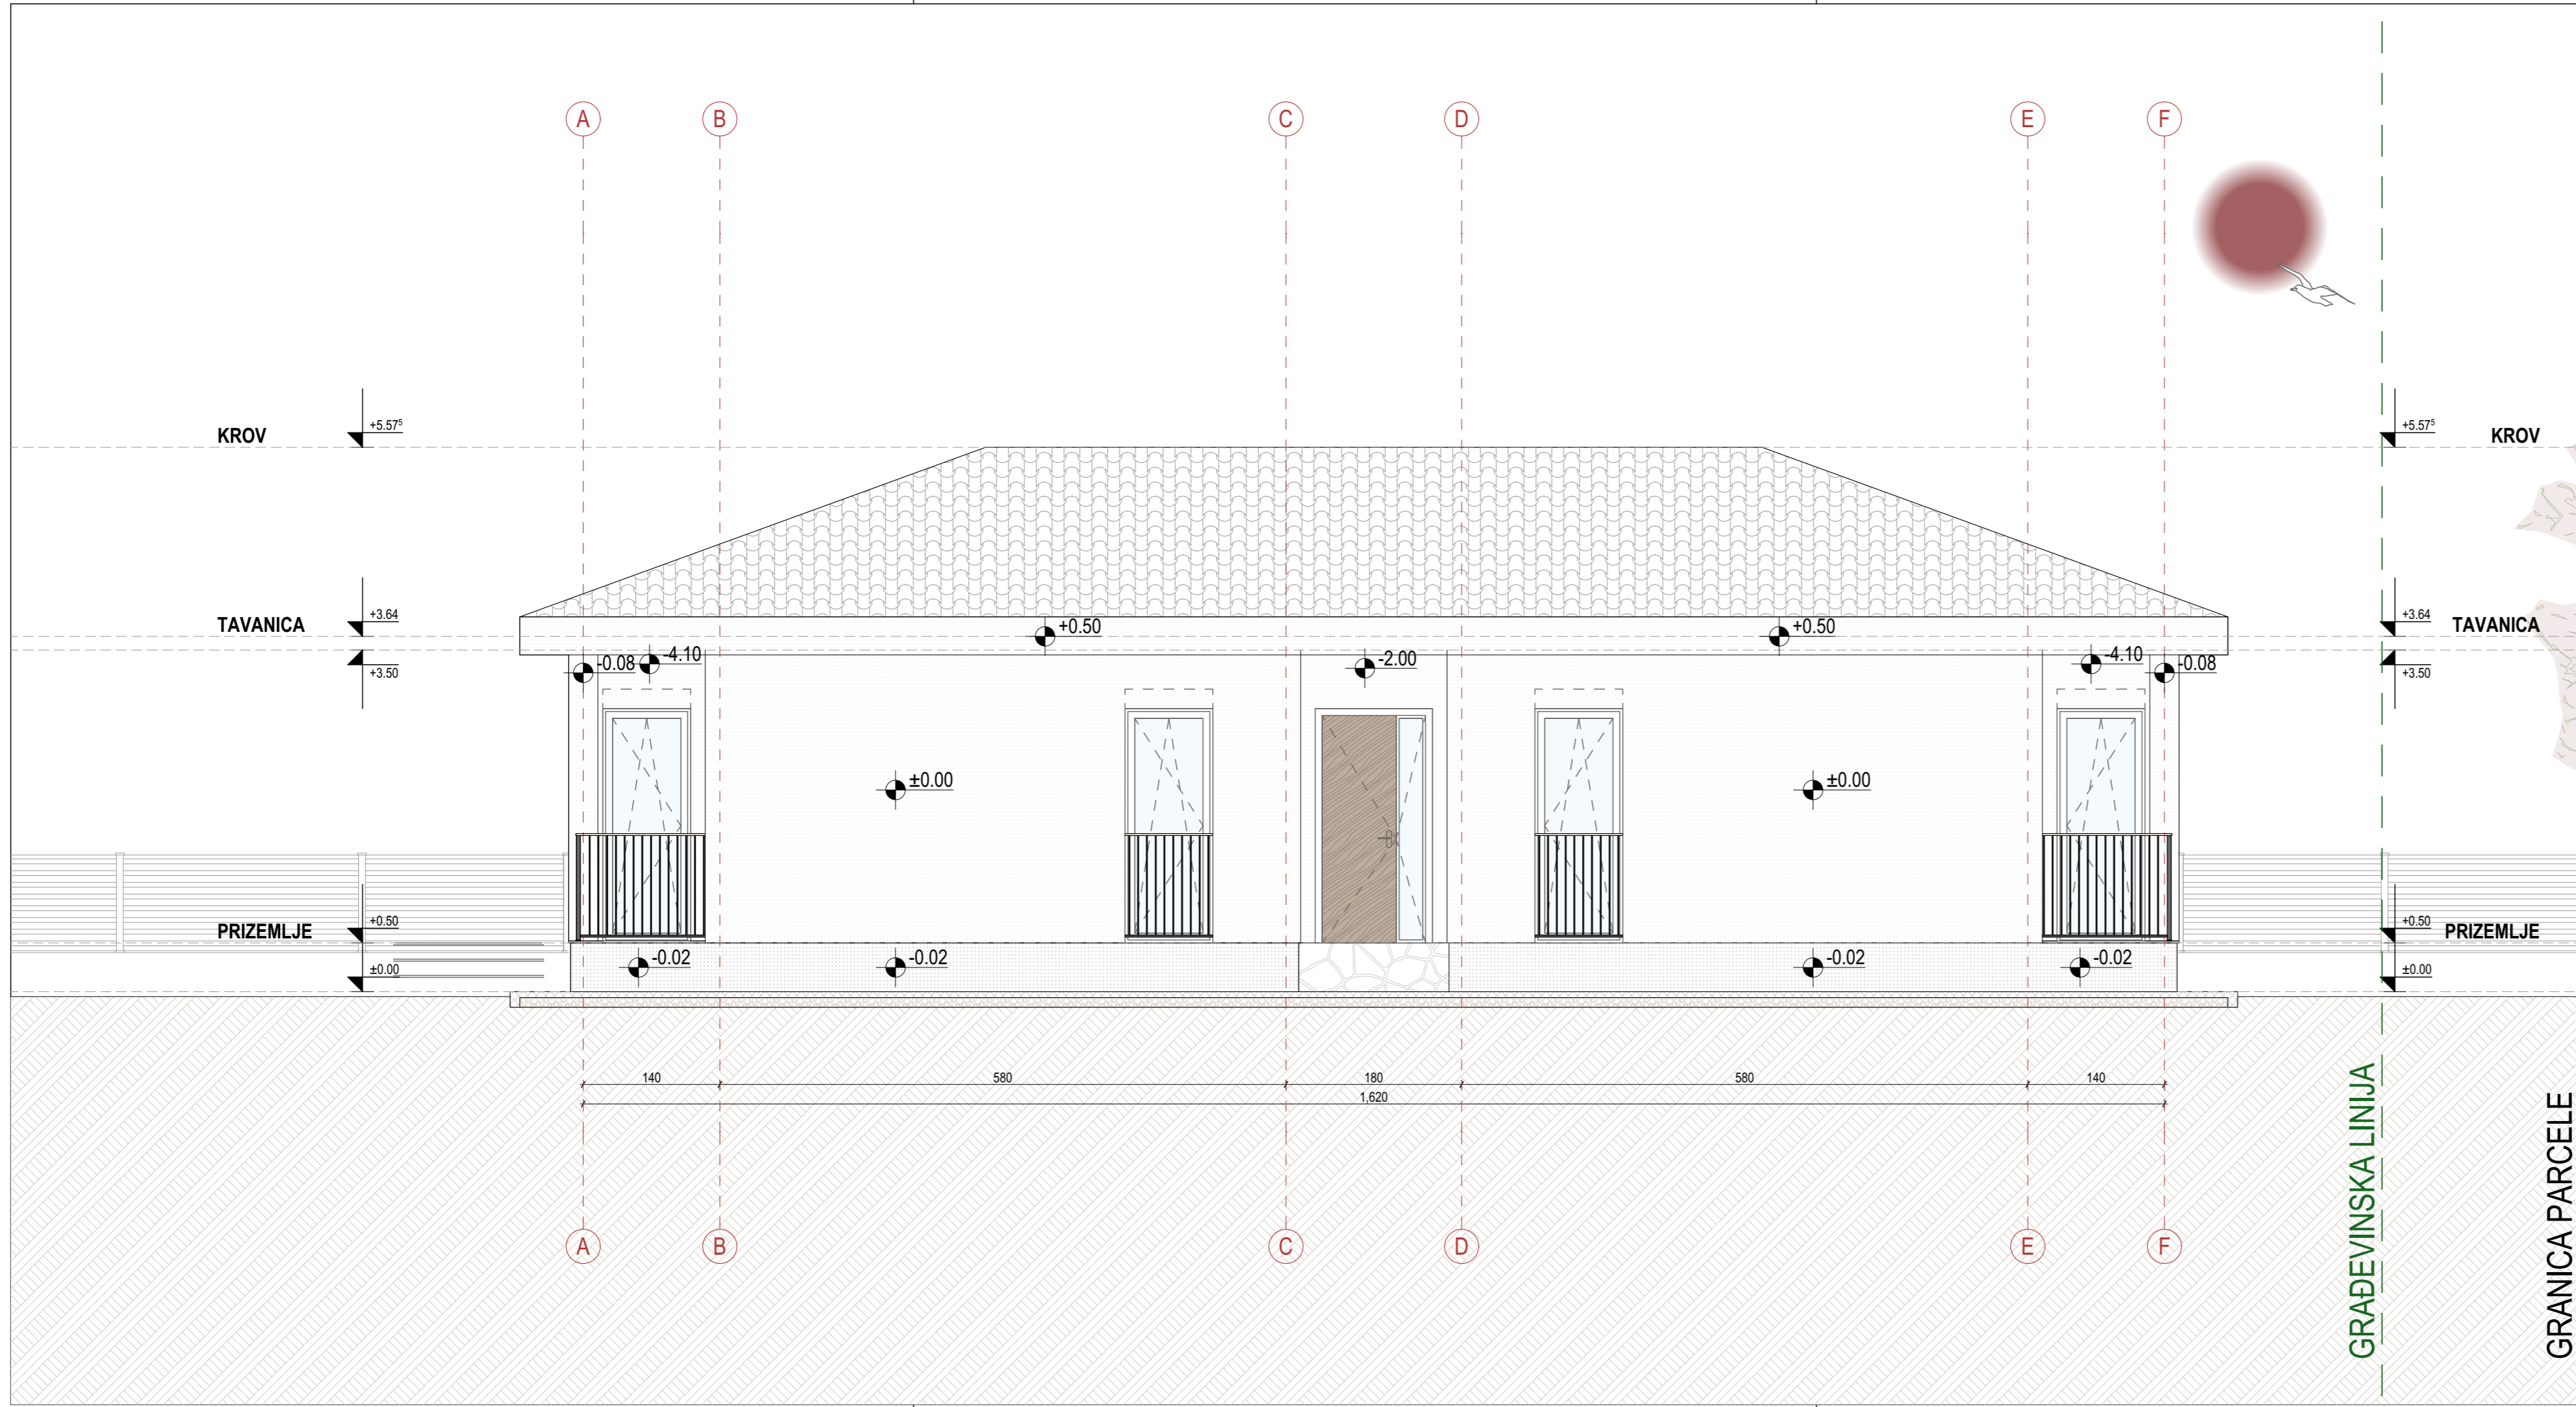 A B C D E F
KROV +5.57⁵ +5.57⁵ KROV
TAVANICA +3.64 +3.64 TAVANICA
+0.50 +0.50
+3.50 -0.08 -4.10 -2.00 -4.10 -0.08 +3.50
±0.00 ±0.00
PRIZEMLJE +0.50 +0.50 PRIZEMLJE
±0.00 -0.02 -0.02 -0.02 -0.02 ±0.00
140 580 180 580 140
1,620
A B C D E F
GRAĐEVINSKA LINIJA
GRANICA PARCELE